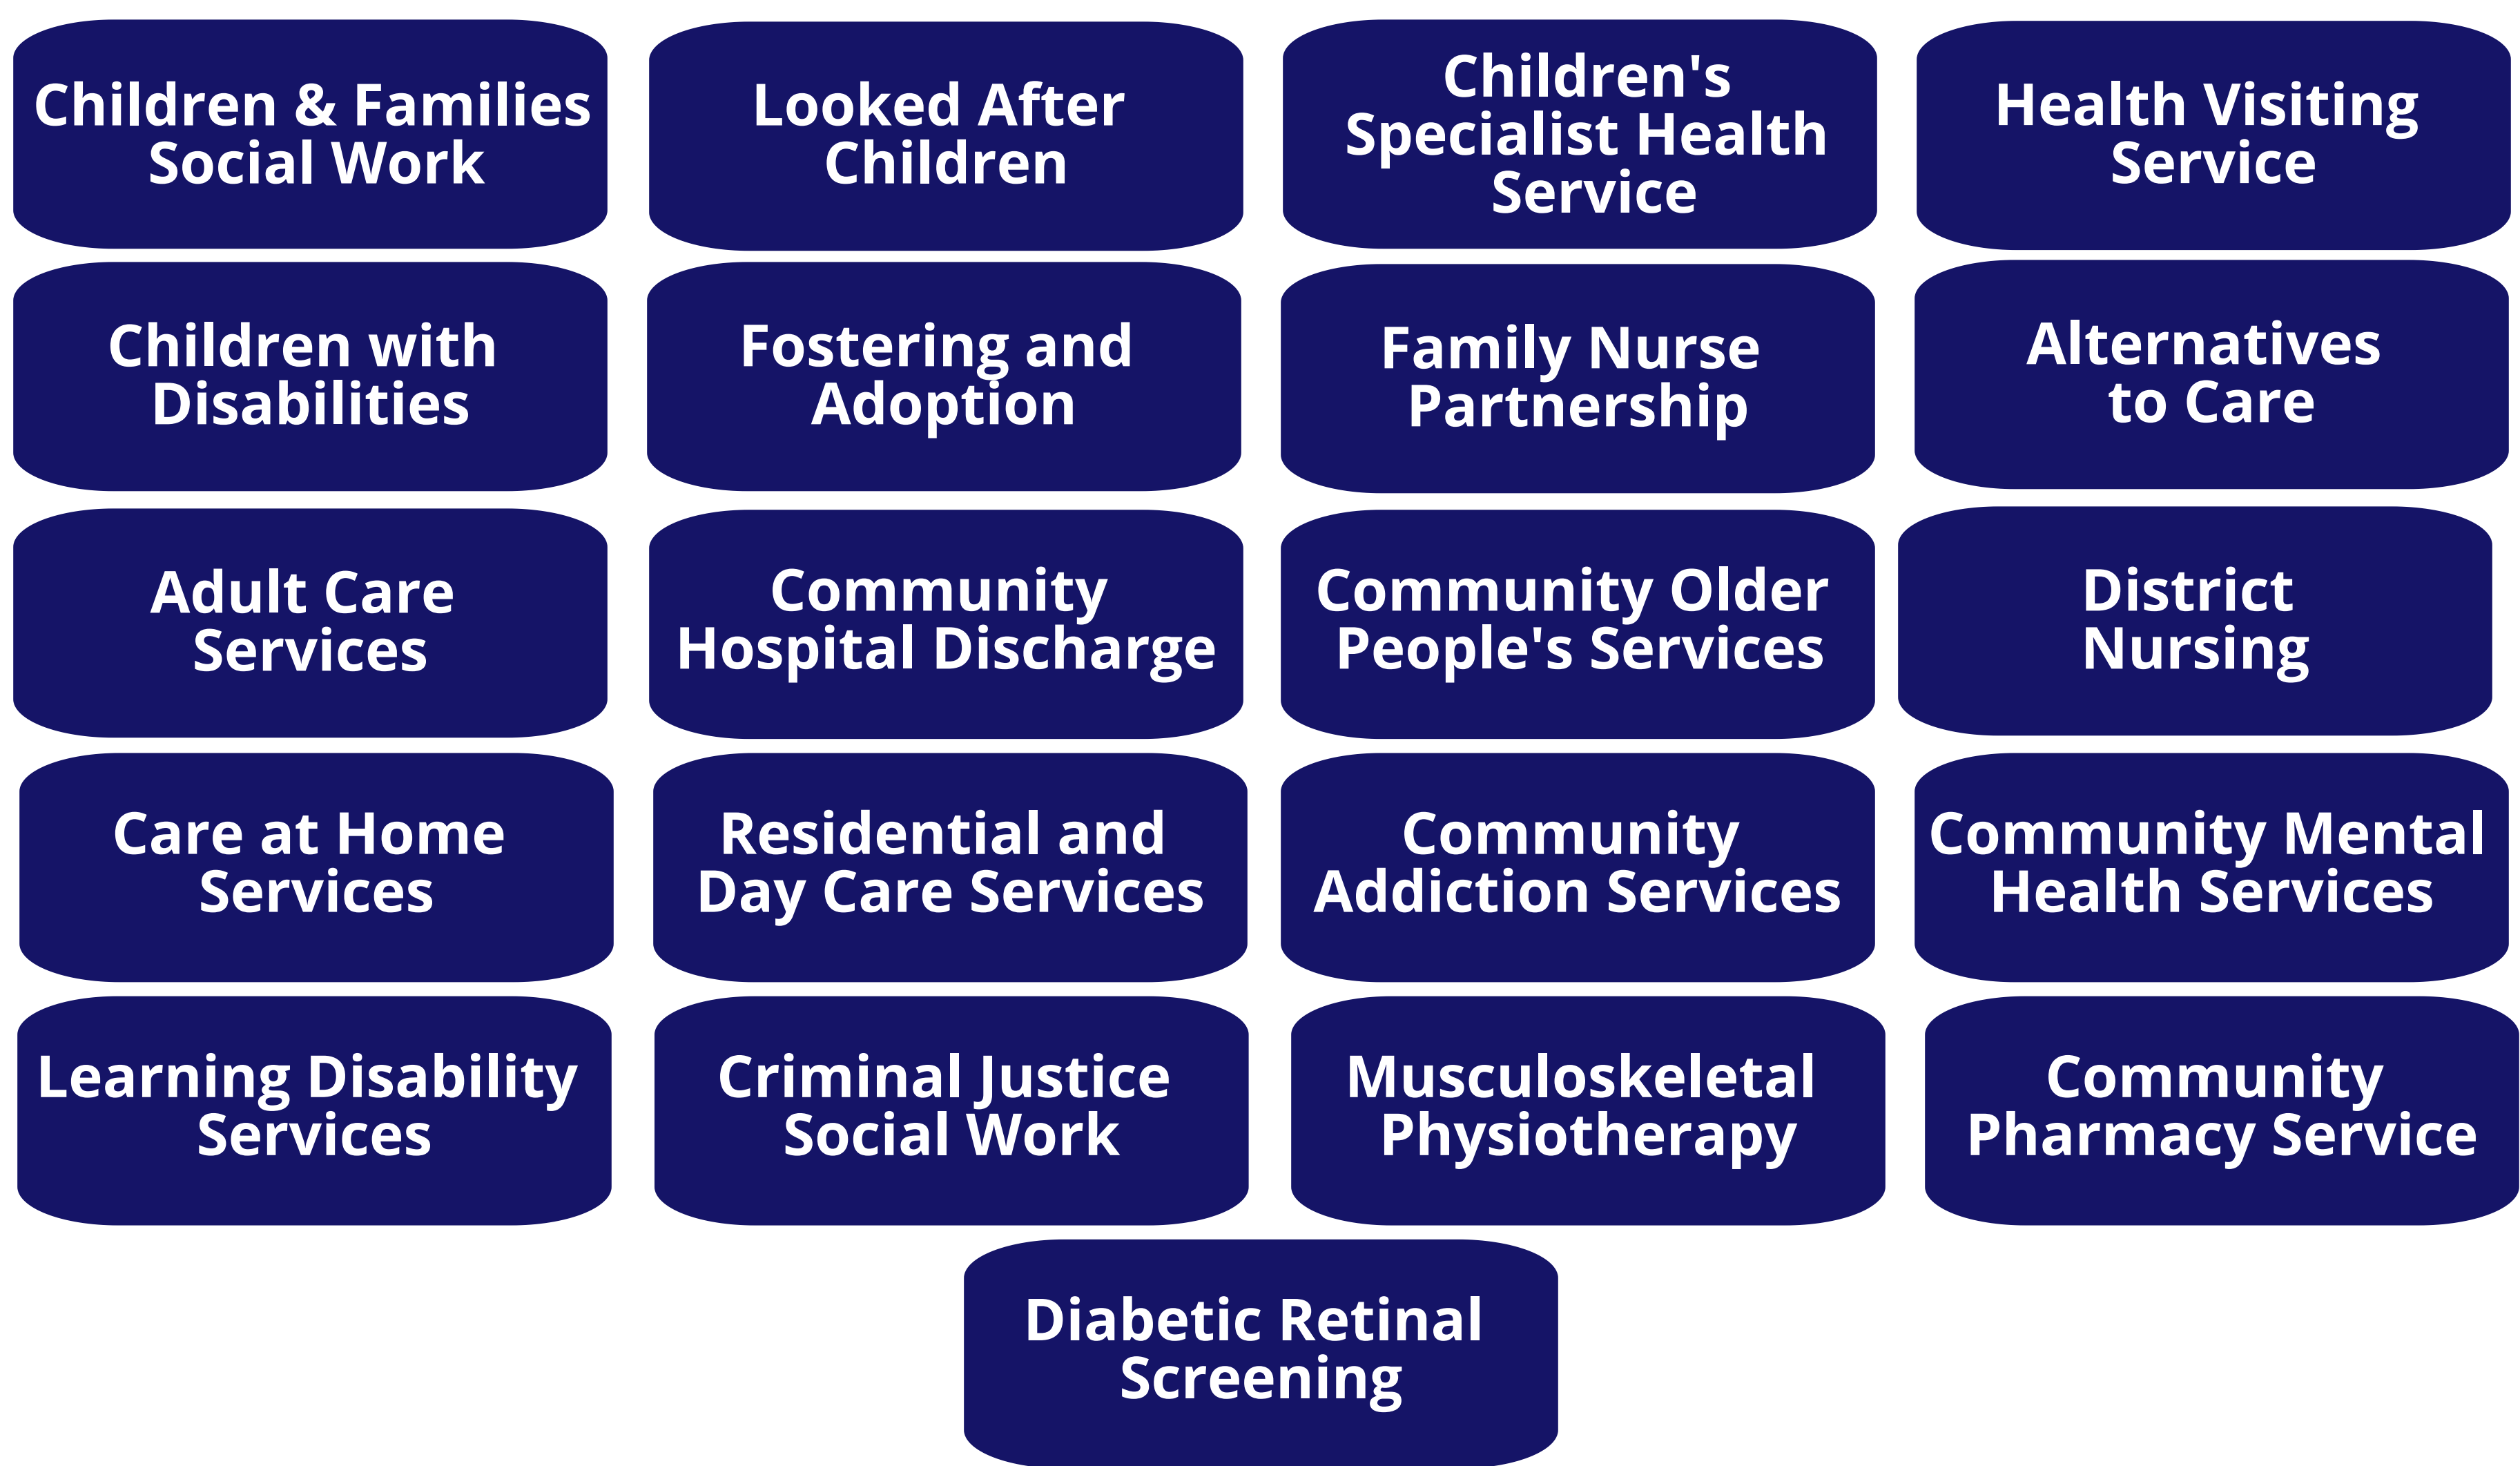 Children & Families
Social Work
Looked After
Children
Children's
Specialist Health
Service
Health Visiting
Service
Children with
Disabilities
Fostering and
Adoption
Family Nurse
Partnership
Alternatives
to Care
Adult Care
Services
Community
Hospital Discharge
Community Older
People's Services
District
Nursing
Care at Home
Services
Residential and
Day Care Services
Community
Addiction Services
Community Mental
Health Services
Learning Disability
Services
Criminal Justice
Social Work
Musculoskeletal
Physiotherapy
Community
Pharmacy Service
Diabetic Retinal
Screening